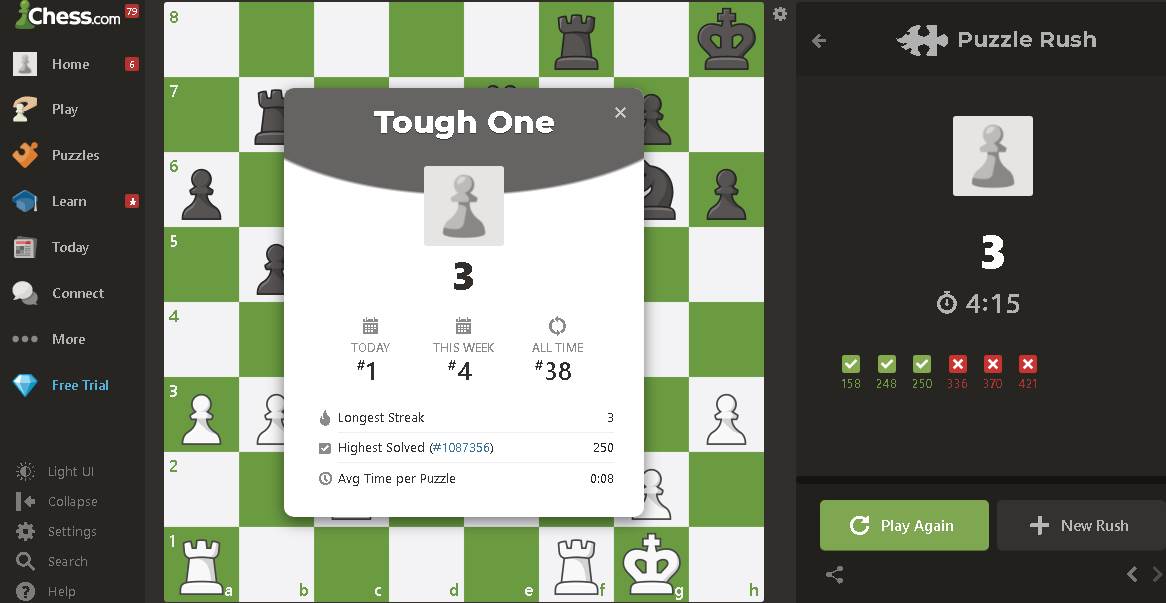 Chess.com 79
Home 6
Play
Puzzles
Learn
Today
Connect
More
Free Trial
Light UI
Collapse
Settings
Search
Help
8
7
6
5
4
3
2
1
a b c d e f g h
Tough One
3
TODAY THIS WEEK ALL TIME
#1 #4 #38
Longest Streak 3
Highest Solved (#1087356) 250
Avg Time per Puzzle 0:08
Puzzle Rush
3
4:15
158 248 250 336 370 421
Play Again
New Rush